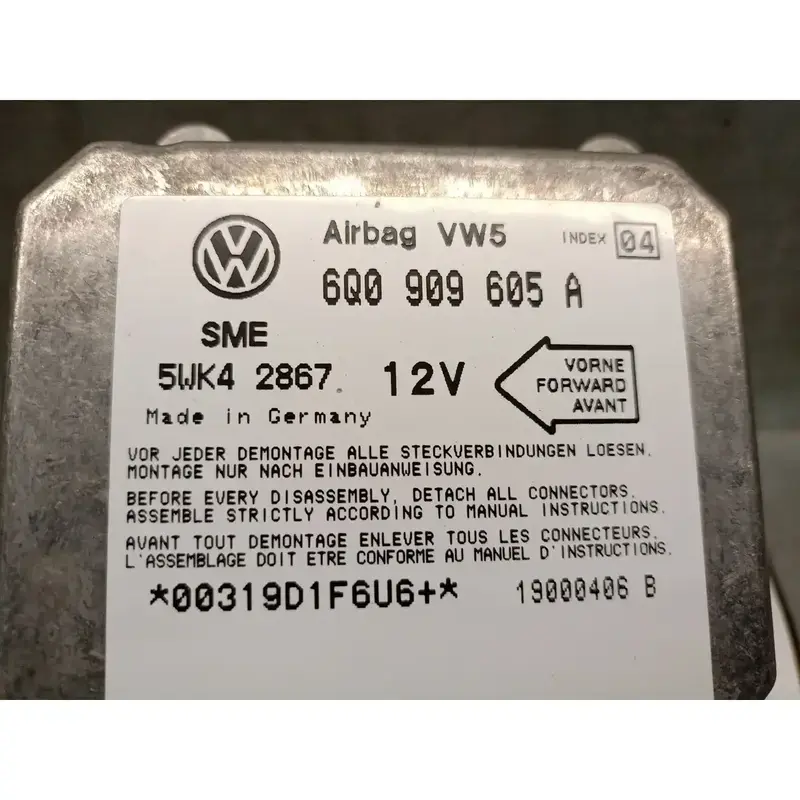 Airbag VW5 INDEX 04
6Q0 909 605 A
SME
5WK4 2867. 12V
VORNE
FORWARD
AVANT
Made in Germany
VOR JEDER DEMONTAGE ALLE STECKVERBINDUNGEN LOESEN.
MONTAGE NUR NACH EINBAUANWEISUNG.
BEFORE EVERY DISASSEMBLY, DETACH ALL CONNECTORS.
ASSEMBLE STRICTLY ACCORDING TO MANUAL INSTRUCTIONS.
AVANT TOUT DEMONTAGE ENLEVER TOUS LES CONNECTEURS.
L'ASSEMBLAGE DOIT ETRE CONFORME AU MANUEL D'INSTRUCTIONS.
*00319D1F6U6+* 19000406 B